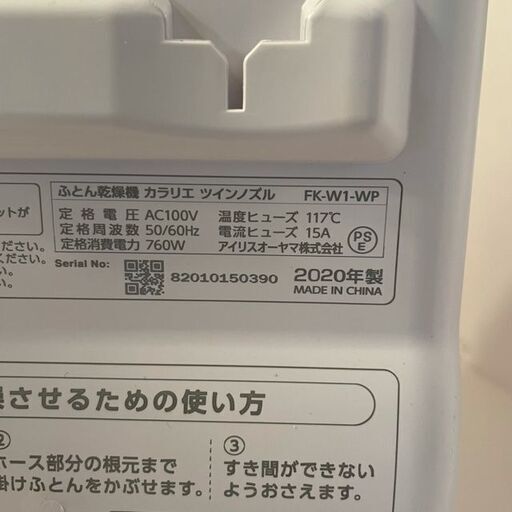 ふとん乾燥機 カラリエ ツインノズル FK-W1-WP
定格電圧 AC100V 温度ヒューズ 117℃
定格周波数 50/60Hz 電流ヒューズ 15A
定格消費電力 760W アイリスオーヤマ株式会社
PS
E
Serial No:
82010150390
2020年製
MADE IN CHINA
ットが
ださい。
ください。
い。
い。
燥させるための使い方
②
ホース部分の根元まで
掛けふとんをかぶせます。
③
すき間ができない
ようおさえます。